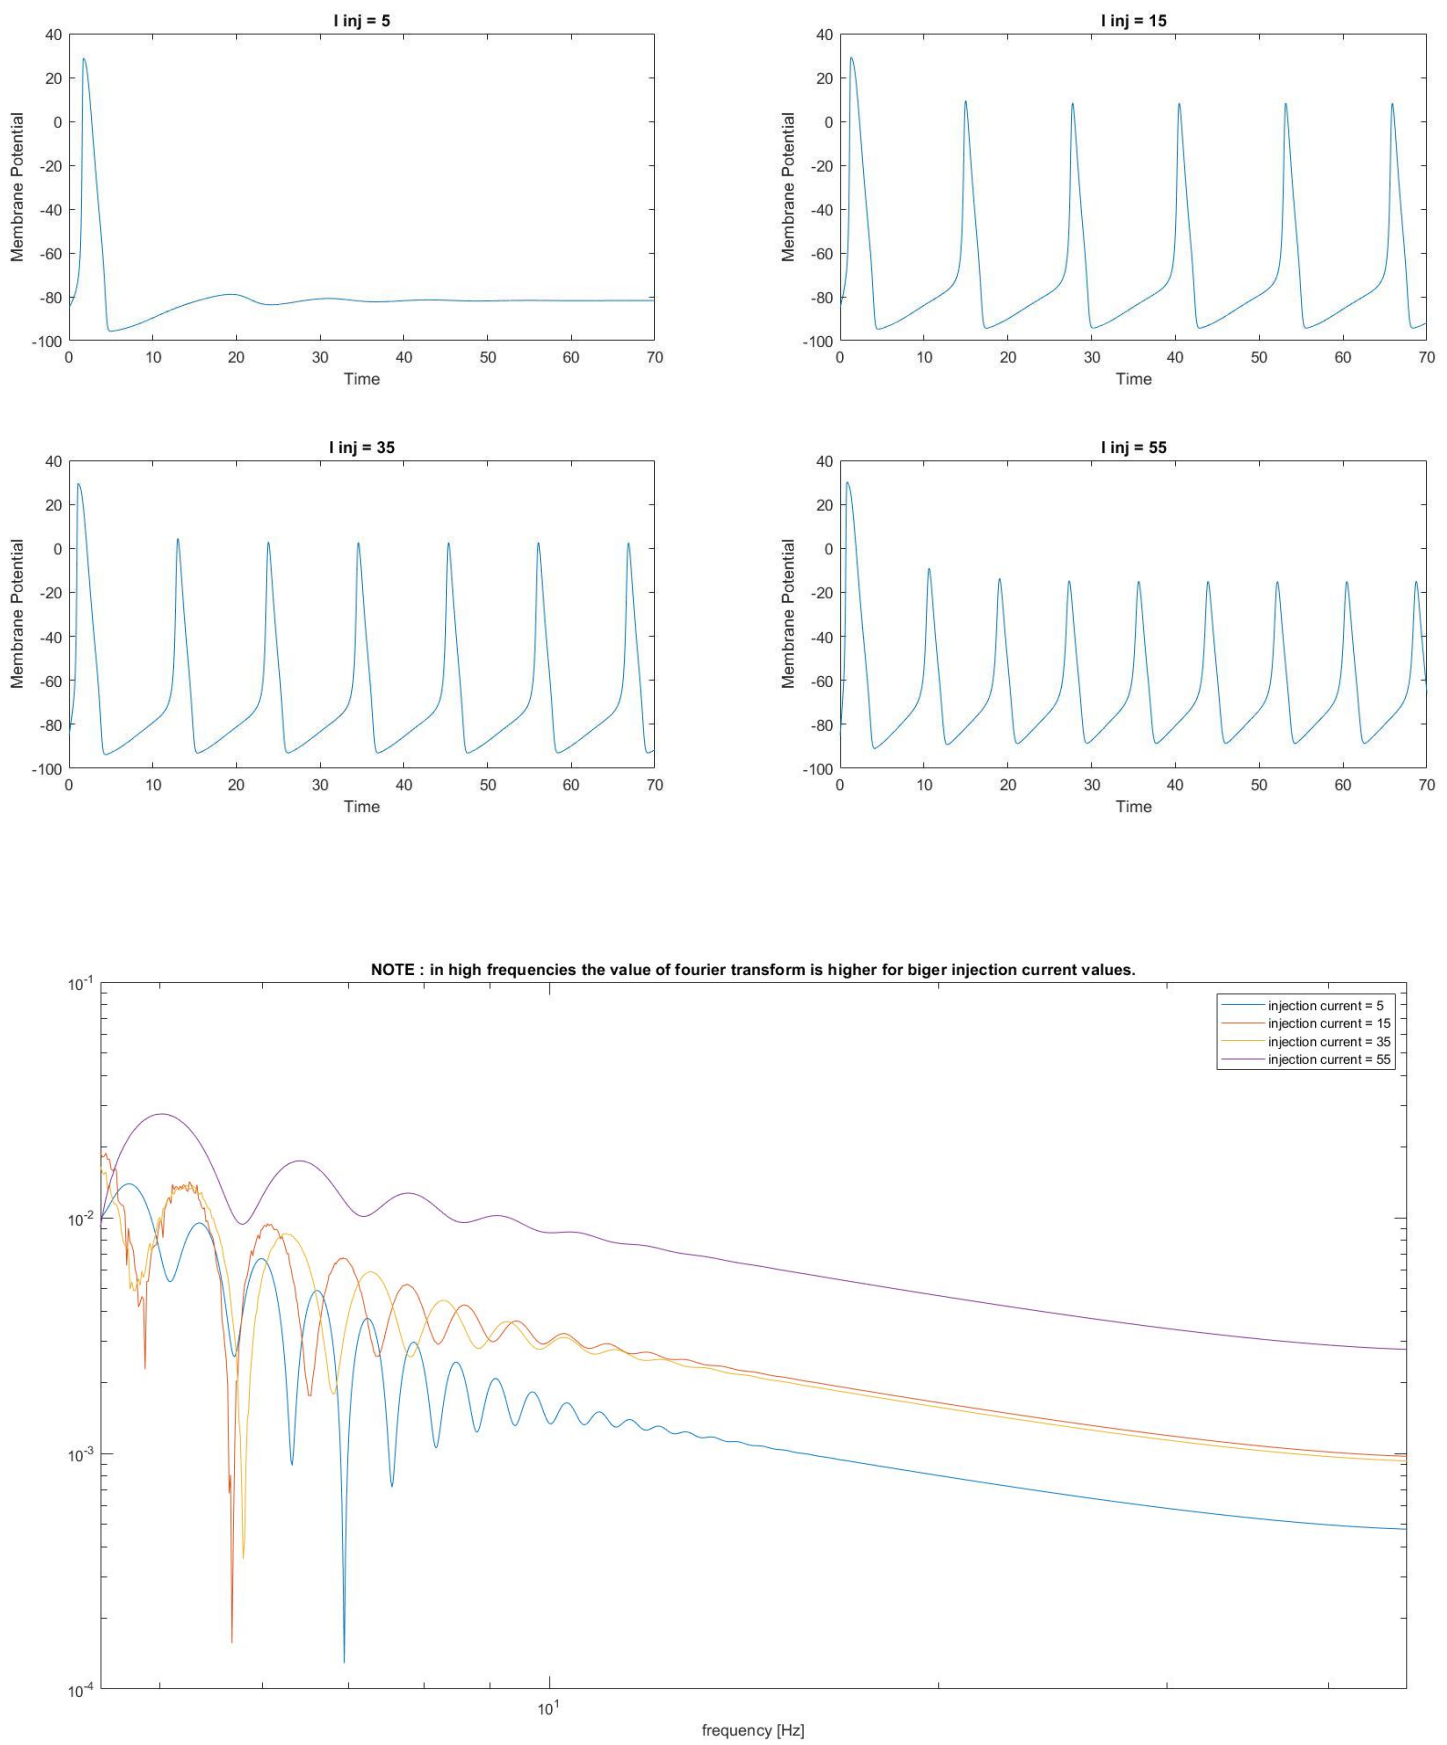 I inj = 5
40
20
0
-20
-40
-60
-80
-100
Membrane Potential
0 10 20 30 40 50 60 70
Time
I inj = 15
40
20
0
-20
-40
-60
-80
-100
Membrane Potential
0 10 20 30 40 50 60 70
Time
I inj = 35
40
20
0
-20
-40
-60
-80
-100
Membrane Potential
0 10 20 30 40 50 60 70
Time
I inj = 55
40
20
0
-20
-40
-60
-80
-100
Membrane Potential
0 10 20 30 40 50 60 70
Time
NOTE : in high frequencies the value of fourier transform is higher for biger injection current values.
10^-1
10^-2
10^-3
10^-4
injection current = 5
injection current = 15
injection current = 35
injection current = 55
10^1
frequency [Hz]